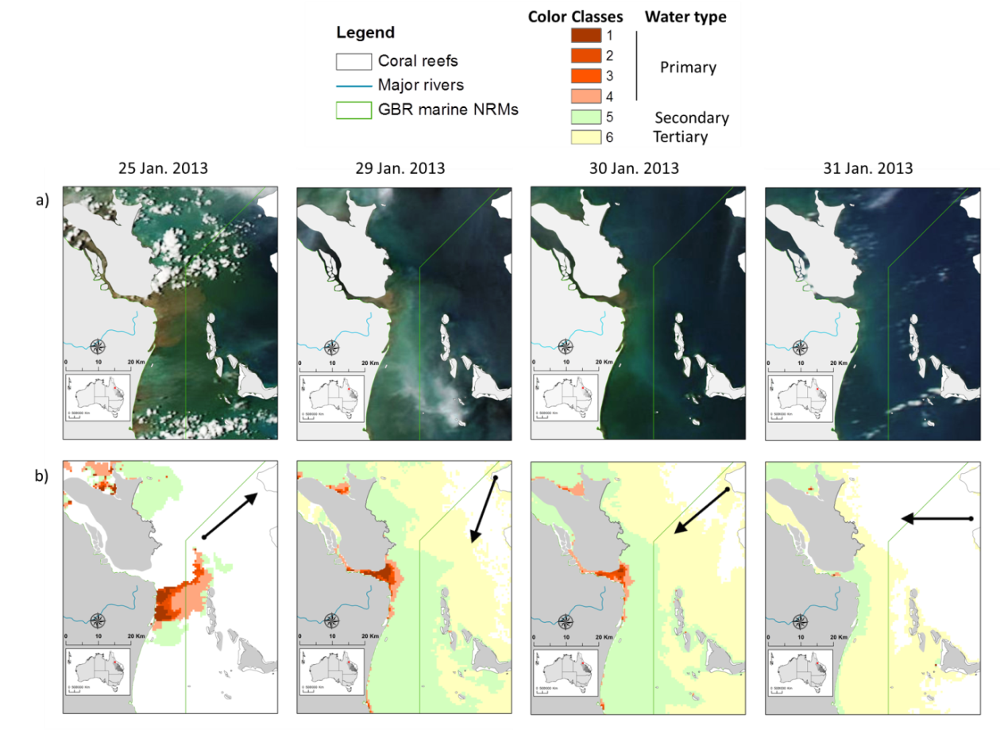 Color Classes Water type
Legend
1
Coral reefs
2
Primary
3
Major rivers
4
GBR marine NRMs
5 Secondary
6 Tertiary
25 Jan. 2013 29 Jan. 2013 30 Jan. 2013 31 Jan. 2013
a)
0 10 20 Km 0 10 20 Km 0 10 20 Km 0 10 20 Km
b)
0 10 20 Km 0 10 20 Km 0 10 20 Km 0 10 20 Km